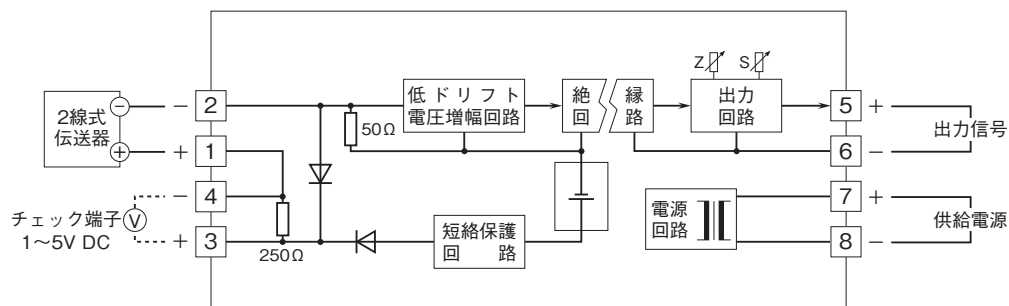 2線式
伝送器
−
+
− 2
+ 1
− 4
+ 3
チェック端子
1～5V DC
V
250Ω
50Ω
低ドリフト
電圧増幅回路
絶 縁
回 路
Z S
出力
回路
短絡保護
回 路
電源
回路
5 +
6 −
出力信号
7 +
8 −
供給電源